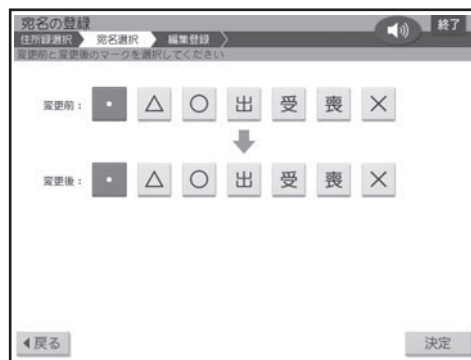 宛名の登録
終了
住所録選択 宛名選択 編集登録
変更前と変更後のマークを選択してください
変更前： ・ △ ○ 出 受 喪 ×
変更後： ・ △ ○ 出 受 喪 ×
戻る
決定